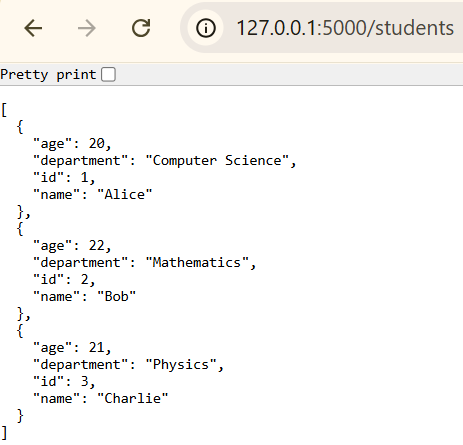 127.0.0.1:5000/students
Pretty print
[
  {
    "age": 20,
    "department": "Computer Science",
    "id": 1,
    "name": "Alice"
  },
  {
    "age": 22,
    "department": "Mathematics",
    "id": 2,
    "name": "Bob"
  },
  {
    "age": 21,
    "department": "Physics",
    "id": 3,
    "name": "Charlie"
  }
]